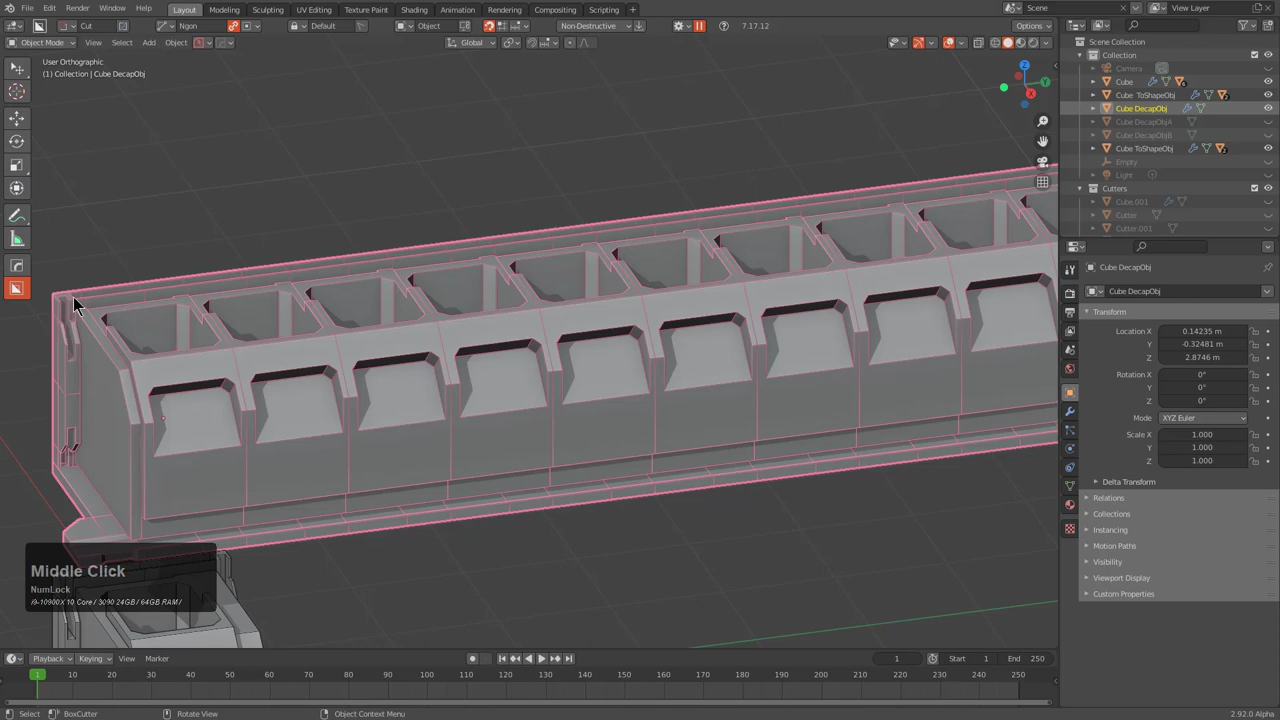 File Edit Render Window Help Layout Modeling Sculpting UV Editing Texture Paint Shading Animation Rendering Compositing Scripting + Scene View Layer
Cut Ngon Default Object Non-Destructive 7.17.12 Options
Object Mode View Select Add Object Global
User Orthographic
(1) Collection | Cube DecapObj
Z
Y
X
Scene Collection
Collection
Camera
Cube
Cube_ToShapeObj
Cube DecapObj
Cube DecapObjA
Cube DecapObjB
Cube ToShapeObj
Empty
Light
Cutters
Cube.001
Cutter
Cutter.001
Cube DecapObj
Cube DecapObj
Transform
Location X 0.14235 m
Y -0.32481 m
Z 2.8746 m
Rotation X 0°
Y 0°
Z 0°
Mode XYZ Euler
Scale X 1.000
Y 1.000
Z 1.000
Delta Transform
Relations
Collections
Instancing
Motion Paths
Visibility
Viewport Display
Custom Properties
Middle Click
NumLock
i9-10900X 10 Core / 3090 24GB / 64GB RAM /
Playback Keying View Marker 1 Start 1 End 250
1 10 20 30 40 50 60 70 80 90 100 110 120 130 140 150 160 170 180 190 200 210 220 230 240 250
Select BoxCutter Rotate View Object Context Menu 2.92.0 Alpha